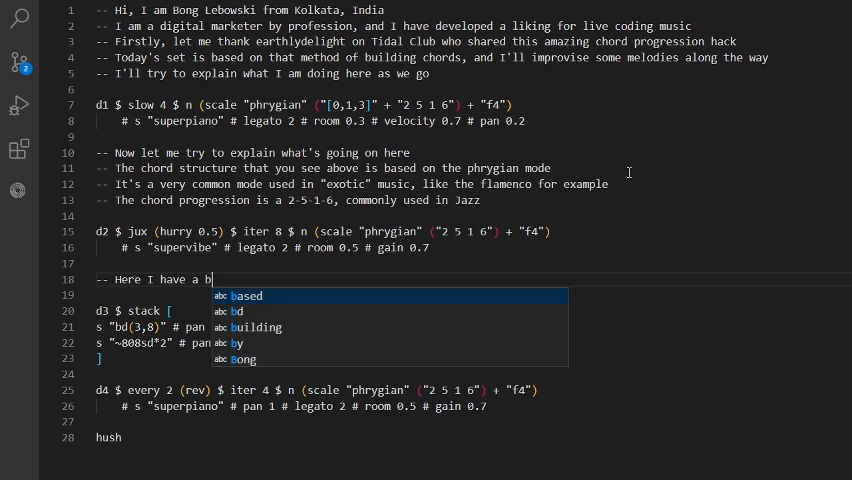 1 -- Hi, I am Bong Lebowski from Kolkata, India
2 -- I am a digital marketer by profession, and I have developed a liking for live coding music
3 -- Firstly, let me thank earthlydelight on Tidal Club who shared this amazing chord progression hack
4 -- Today's set is based on that method of building chords, and I'll improvise some melodies along the way
5 -- I'll try to explain what I am doing here as we go
6
7 d1 $ slow 4 $ n (scale "phrygian" ("[0,1,3]" + "2 5 1 6") + "f4")
8 # s "superpiano" # legato 2 # room 0.3 # velocity 0.7 # pan 0.2
9
10 -- Now let me try to explain what's going on here
11 -- The chord structure that you see above is based on the phrygian mode
12 -- It's a very common mode used in "exotic" music, like the flamenco for example
13 -- The chord progression is a 2-5-1-6, commonly used in Jazz
14
15 d2 $ jux (hurry 0.5) $ iter 8 $ n (scale "phrygian" ("2 5 1 6") + "f4")
16 # s "supervibe" # legato 2 # room 0.5 # gain 0.7
17
18 -- Here I have a b
19 abc based
20 d3 $ stack [ abc bd
21 s "bd(3,8)" # pan abc building
22 s "~808sd*2" # pan abc by
23 ] abc Bong
24
25 d4 $ every 2 (rev) $ iter 4 $ n (scale "phrygian" ("2 5 1 6") + "f4")
26 # s "superpiano" # pan 1 # legato 2 # room 0.5 # gain 0.7
27
28 hush
2